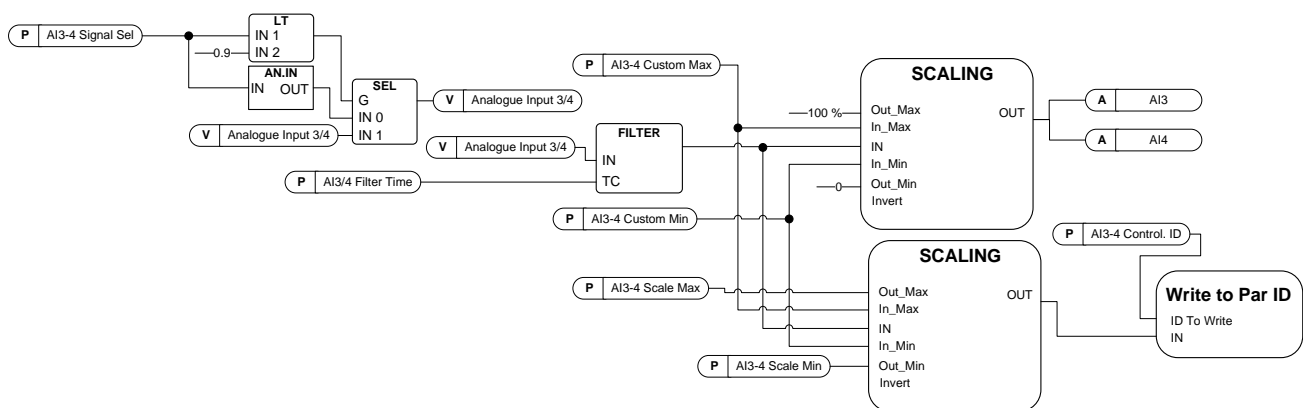 LT
P AI3-4 Signal Sel
IN 1
0.9
IN 2
AN.IN
IN OUT
SEL
G
IN 0
IN 1
V Analogue Input 3/4
V Analogue Input 3/4
P AI3-4 Custom Max
FILTER
V Analogue Input 3/4
IN
TC
P AI3/4 Filter Time
P AI3-4 Custom Min
SCALING
100 %
Out_Max
In_Max
IN
In_Min
0
Out_Min
Invert
OUT
A AI3
A AI4
P AI3-4 Control. ID
SCALING
P AI3-4 Scale Max
Out_Max
In_Max
IN
In_Min
P AI3-4 Scale Min
Out_Min
Invert
OUT
Write to Par ID
ID To Write
IN